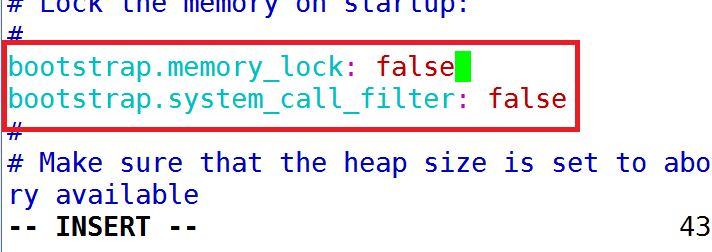 # Lock the memory on startup:
#
bootstrap.memory_lock: false
bootstrap.system_call_filter: false
#
# Make sure that the heap size is set to abo
ry available
-- INSERT -- 43